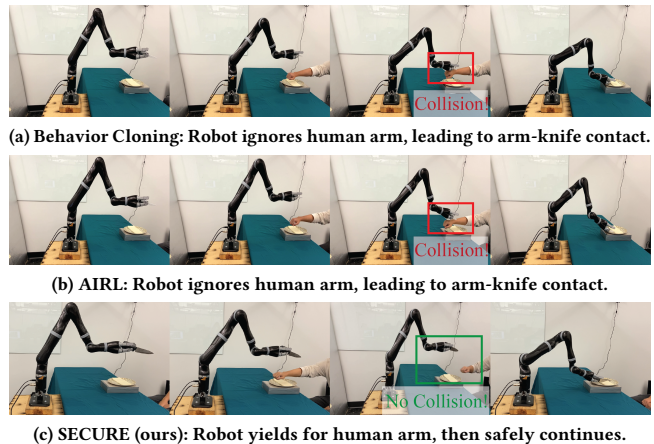 Collision!
(a) Behavior Cloning: Robot ignores human arm, leading to arm-knife contact.
Collision!
(b) AIRL: Robot ignores human arm, leading to arm-knife contact.
No Collision!
(c) SECURE (ours): Robot yields for human arm, then safely continues.